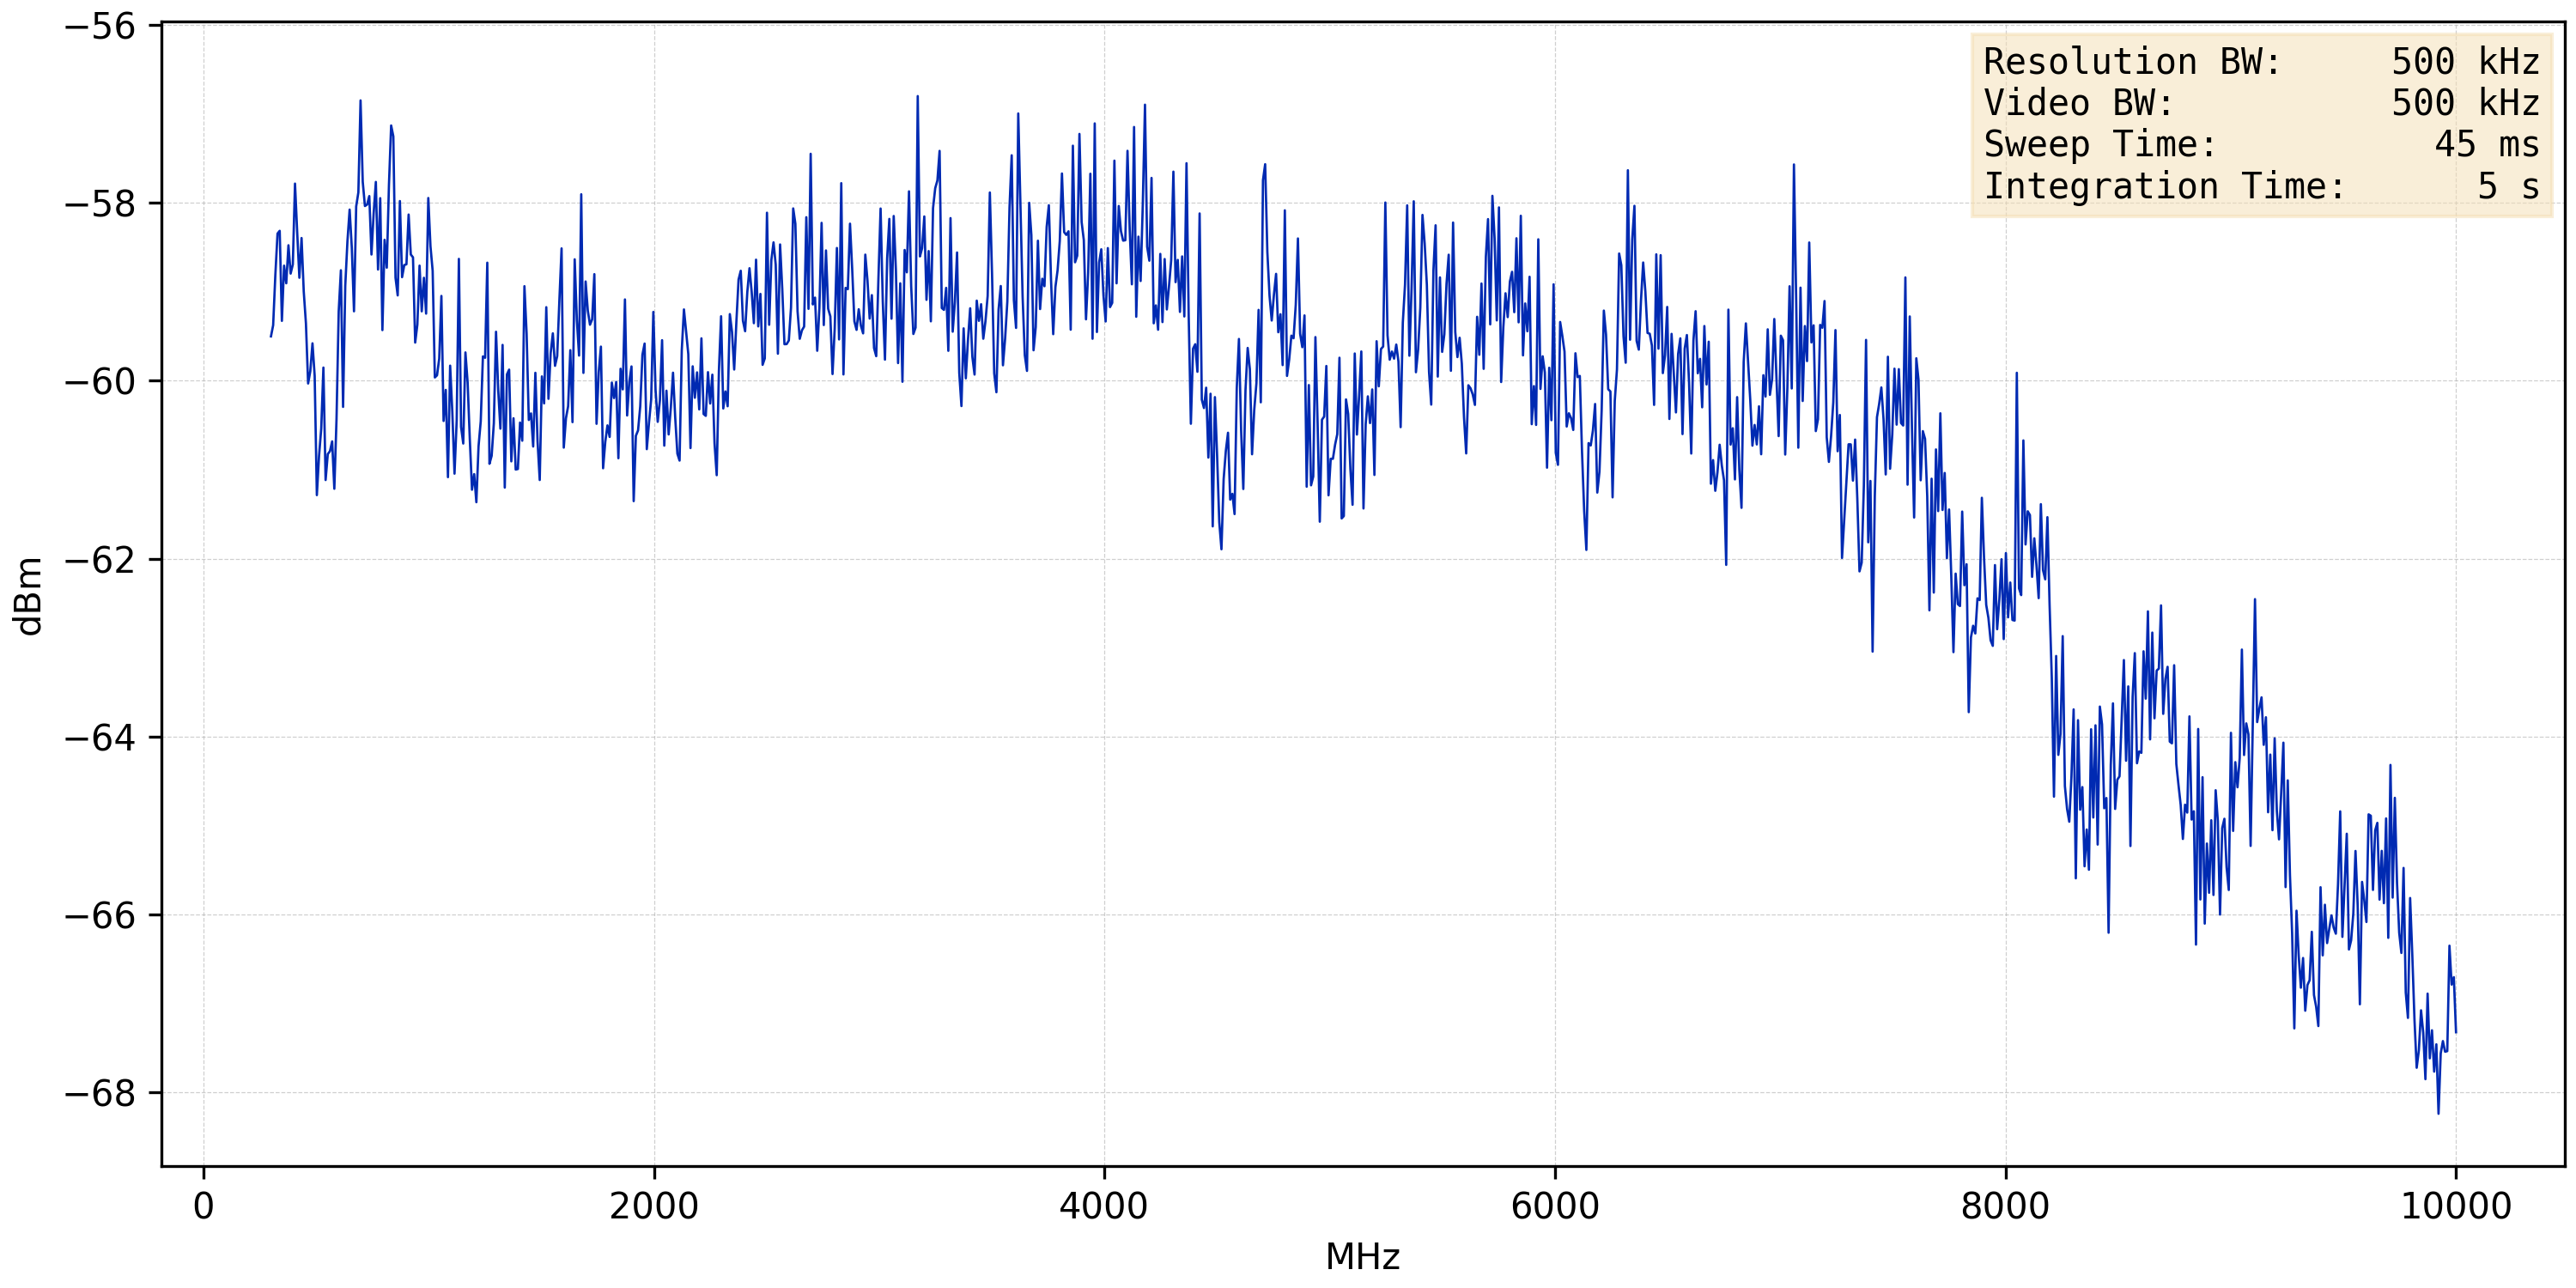 −56
−58
−60
−62
−64
−66
−68
dBm
Resolution BW: 500 kHz
Video BW: 500 kHz
Sweep Time: 45 ms
Integration Time: 5 s
0 2000 4000 6000 8000 10000
MHz